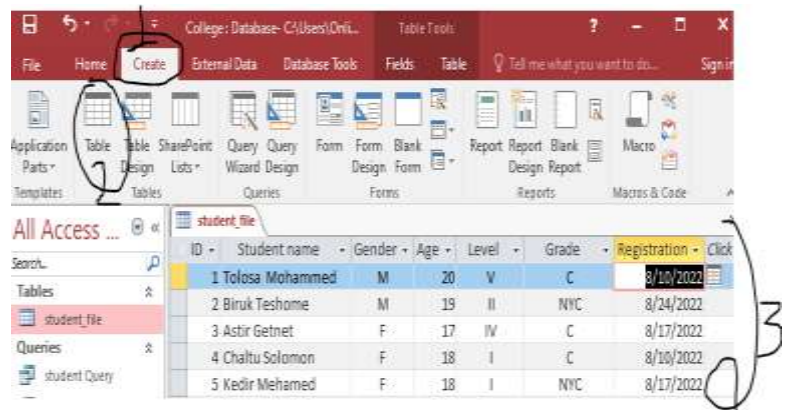 1
College : Database- C:\Users\Onli... Table Tools ? - X
File Home Create External Data Database Tools Fields Table Tell me what you want to do... Sign in
Application Parts Table Table Design SharePoint Lists Query Wizard Query Design Form Form Design Blank Form Report Report Design Blank Report Macro
2
Templates Tables Queries Forms Reports Macros & Code
All Access ... «
student_file
Search...
ID Student name Gender Age Level Grade Registration Click
Tables
1 Tolosa Mohammed M 20 V C 8/10/2022
student_file
2 Biruk Teshome M 19 II NYC 8/24/2022
3 Astir Getnet F 17 IV C 8/17/2022
3
Queries
4 Chaltu Solomon F 18 I C 8/10/2022
student Query
5 Kedir Mehamed F 18 I NYC 8/17/2022